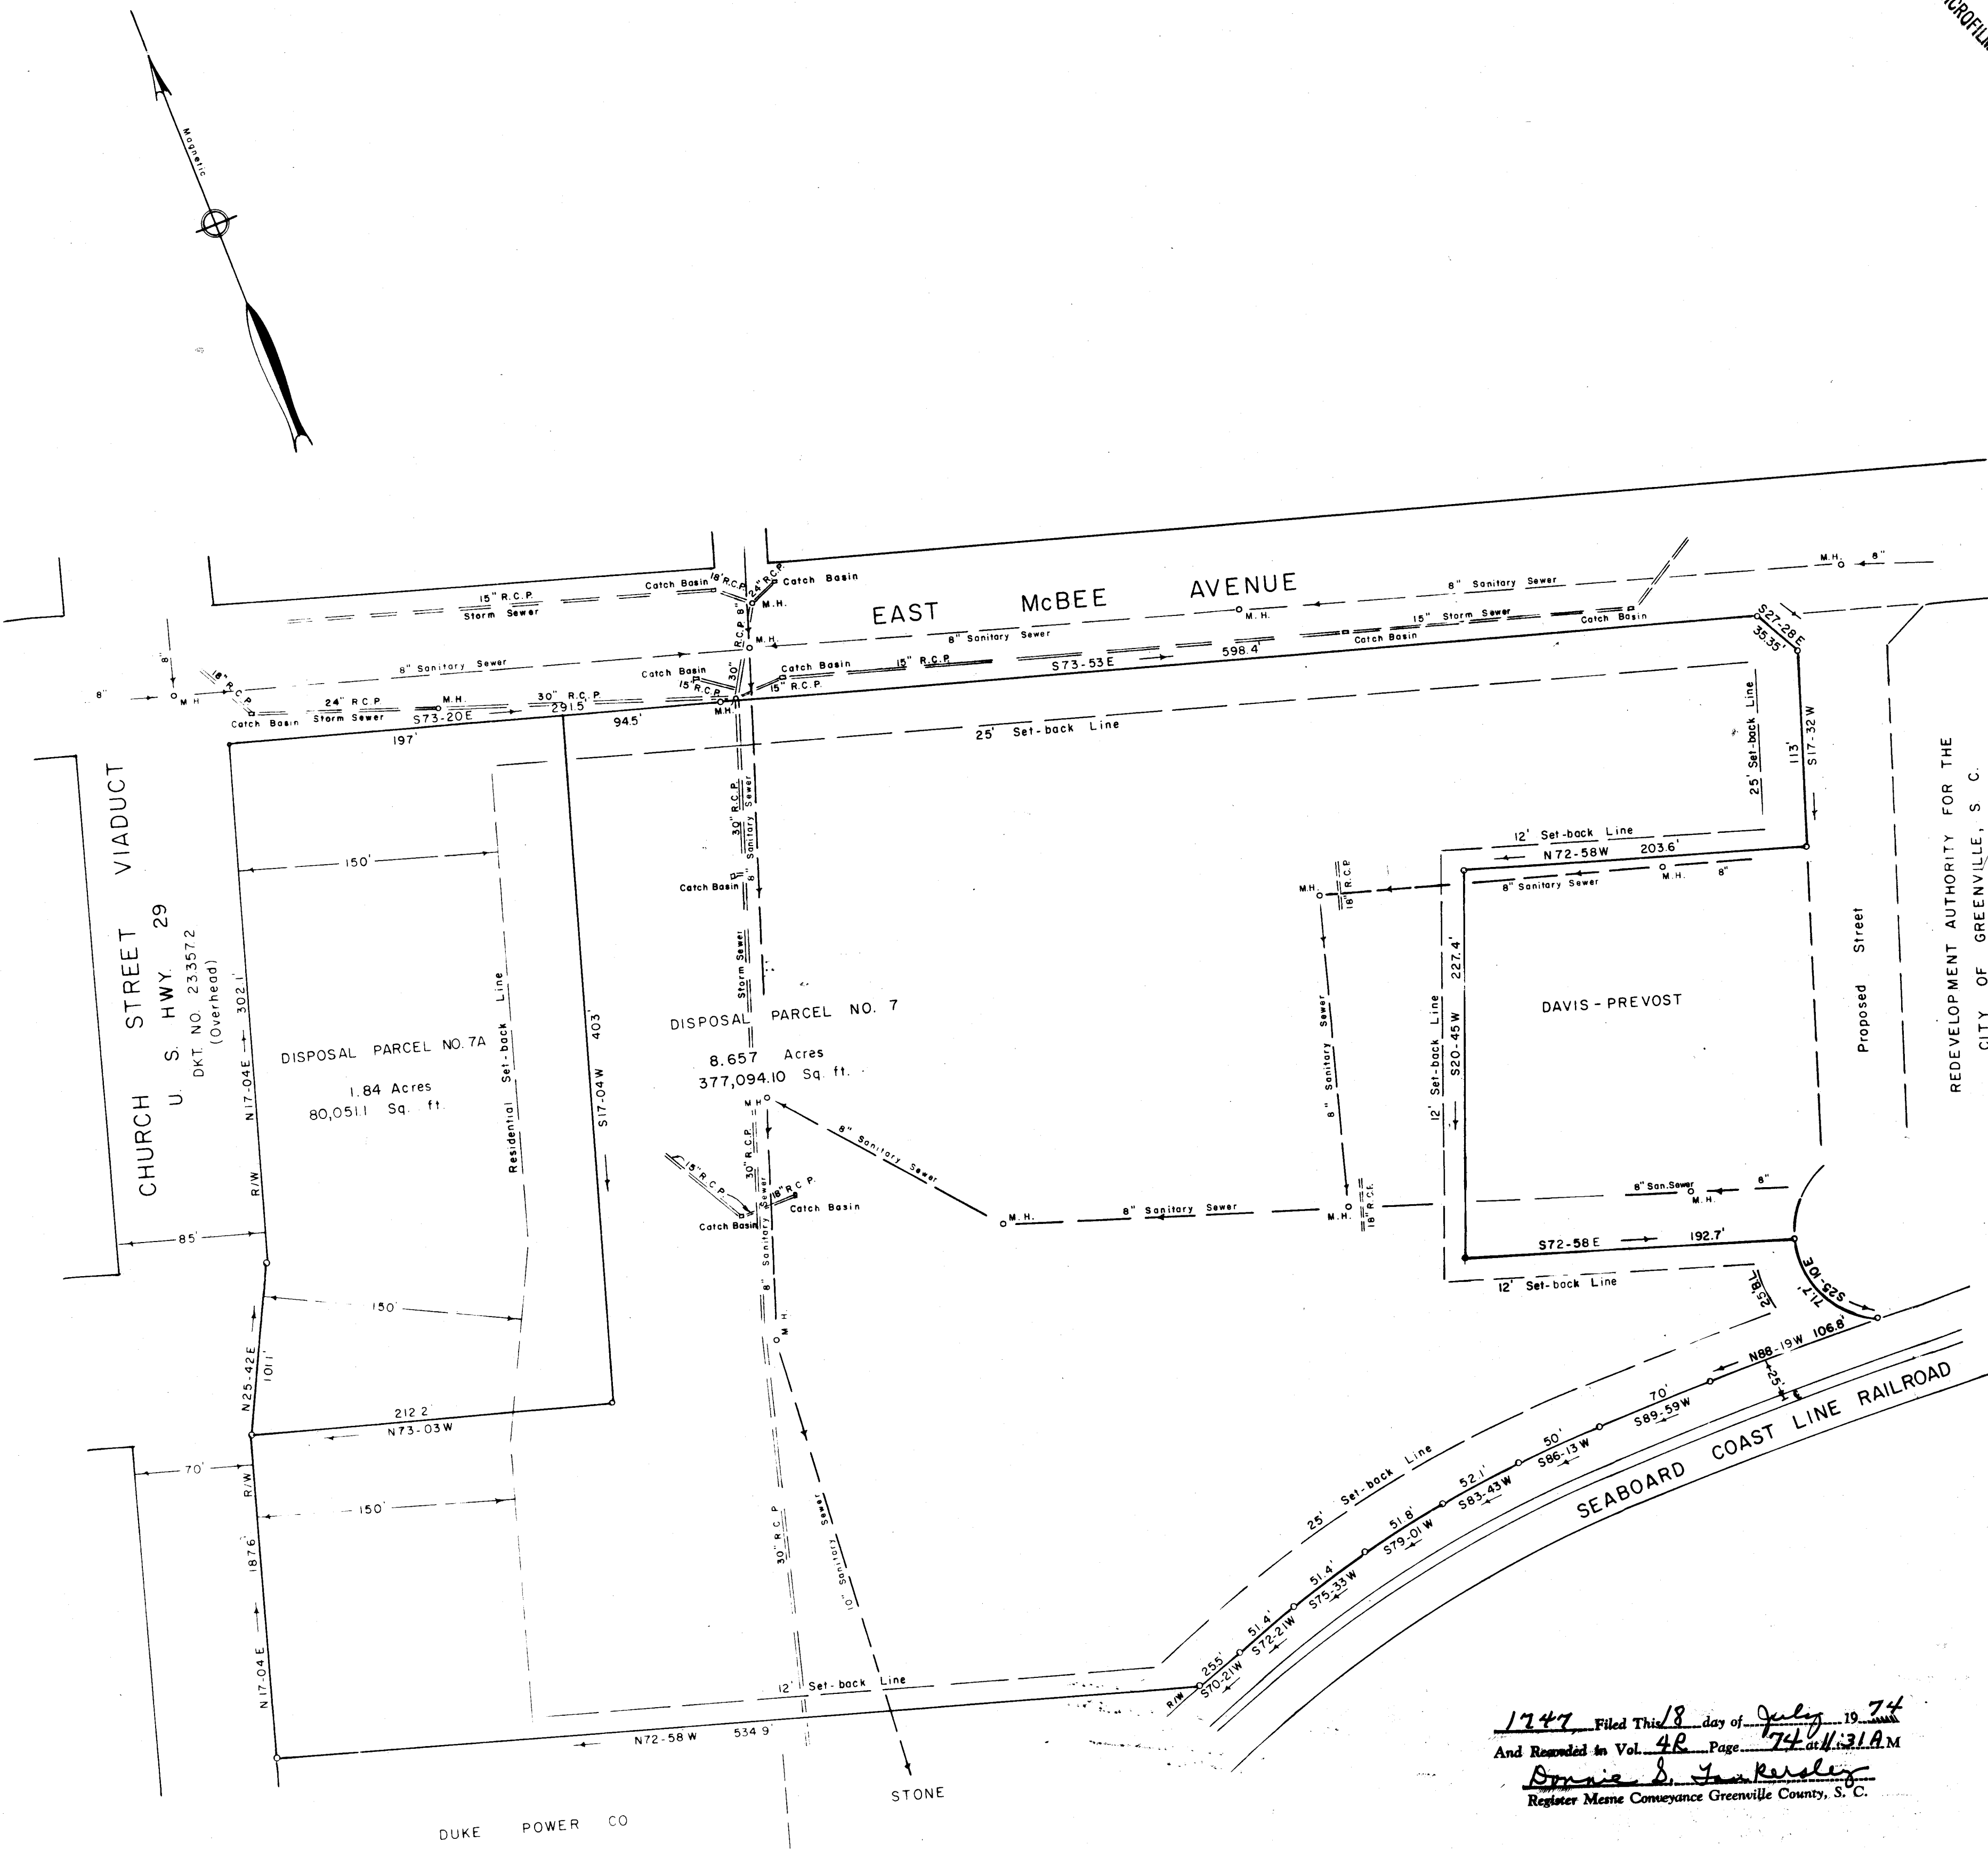 Magnetic
15" R.C.P.
Storm Sewer
Catch Basin
18" R.C.P.
24" R.C.P.
Catch Basin
M.H.
R.C.P. 8"
30"
M.H.
EAST McBEE AVENUE
8" Sanitary Sewer
M.H.
8" Sanitary Sewer
M.H. 8"
8"
8"
M H
18" R.C.P.
8" Sanitary Sewer
Catch Basin
24" R.C.P
Storm Sewer
M.H.
30" R.C.P.
S73-20E
291.5'
197'
94.5'
Catch Basin
15" R.C.P.
M.H.
Catch Basin
15" R.C.P.
15" R.C.P.
S73-53E
598.4'
Catch Basin
15" Storm Sewer
Catch Basin
S27-28E
35.35'
25' Set-back Line
25' Set-back Line
113'
S17-32W
12' Set-back Line
N72-58W 203.6'
8" Sanitary Sewer
M.H.
8"
M.H.
18" R.C.P
CHURCH STREET VIADUCT
U. S. HWY. 29
DKT. NO. 23.3572
(Overhead)
N17-04E 302.1'
R/W
150'
85'
DISPOSAL PARCEL NO. 7A
1.84 Acres
80,051.1 Sq. ft.
Residential Set-back Line
S17-04W 403'
30" R.C.P.
8" Sanitary Sewer
Catch Basin
8"
Storm Sewer
DISPOSAL PARCEL NO. 7
8.657 Acres
377,094.10 Sq. ft.
M H
30" R.C.P.
8" Sanitary Sewer
15" R.C.P.
18" R C P.
Catch Basin
Catch Basin
8" Sanitary Sewer
M.H.
8" Sanitary Sewer
M.H.
18" R.C.P.
8" Sanitary Sewer
12' Set-back Line
S20-45W 227.4'
DAVIS-PREVOST
Proposed Street
REDEVELOPMENT AUTHORITY FOR THE
CITY OF GREENVILLE, S C.
8" San.Sewer
M.H.
8"
S72-58E 192.7'
12' Set-back Line
25'BL
71.7'
S25-10E
N88-19W 106.8'
25'
70'
S89-59W
50'
S86-13W
52.1'
S83-43W
51.8'
S79-01W
51.4'
S75-33W
51.4'
S72-21W
25.5'
S70-21W
R/W
25' Set-back Line
SEABOARD COAST LINE RAILROAD
150'
N25-42E
101.1'
212.2
N73-03W
70'
R/W
150'
187.6'
N17-04E
M H
30" R.C.P
10" Sanitary Sewer
12' Set-back Line
N72-58W 534.9'
STONE
DUKE POWER CO
1747 Filed This 18 day of July 19 74
And Recorded in Vol. 4R Page 74 at 11:31 A M
Donnie S. Tankersley
Register Mesne Conveyance Greenville County, S. C.